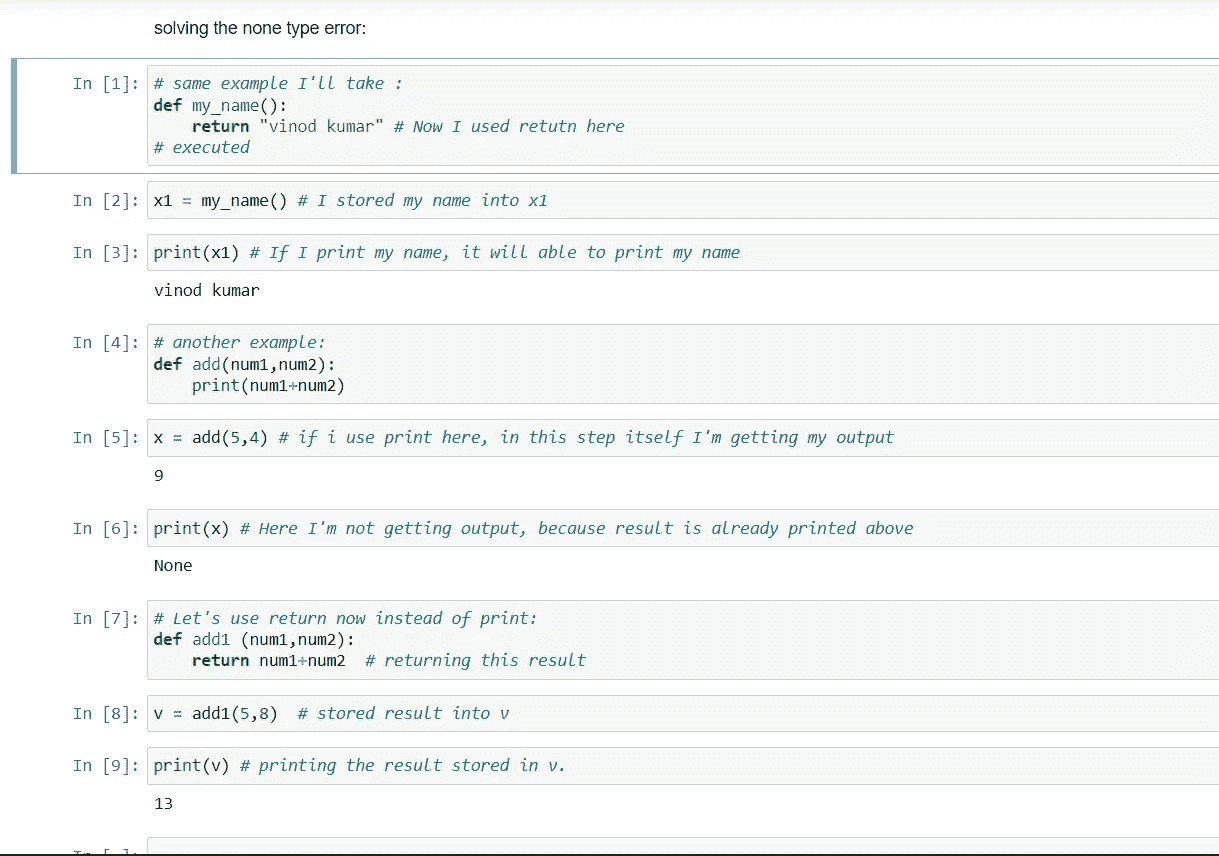 solving the none type error:
In [1]: # same example I'll take :
def my_name():
    return "vinod kumar" # Now I used retutn here
# executed
In [2]: x1 = my_name() # I stored my name into x1
In [3]: print(x1) # If I print my name, it will able to print my name
vinod kumar
In [4]: # another example:
def add(num1,num2):
    print(num1+num2)
In [5]: x = add(5,4) # if i use print here, in this step itself I'm getting my output
9
In [6]: print(x) # Here I'm not getting output, because result is already printed above
None
In [7]: # Let's use return now instead of print:
def add1 (num1,num2):
    return num1+num2  # returning this result
In [8]: v = add1(5,8)  # stored result into v
In [9]: print(v) # printing the result stored in v.
13